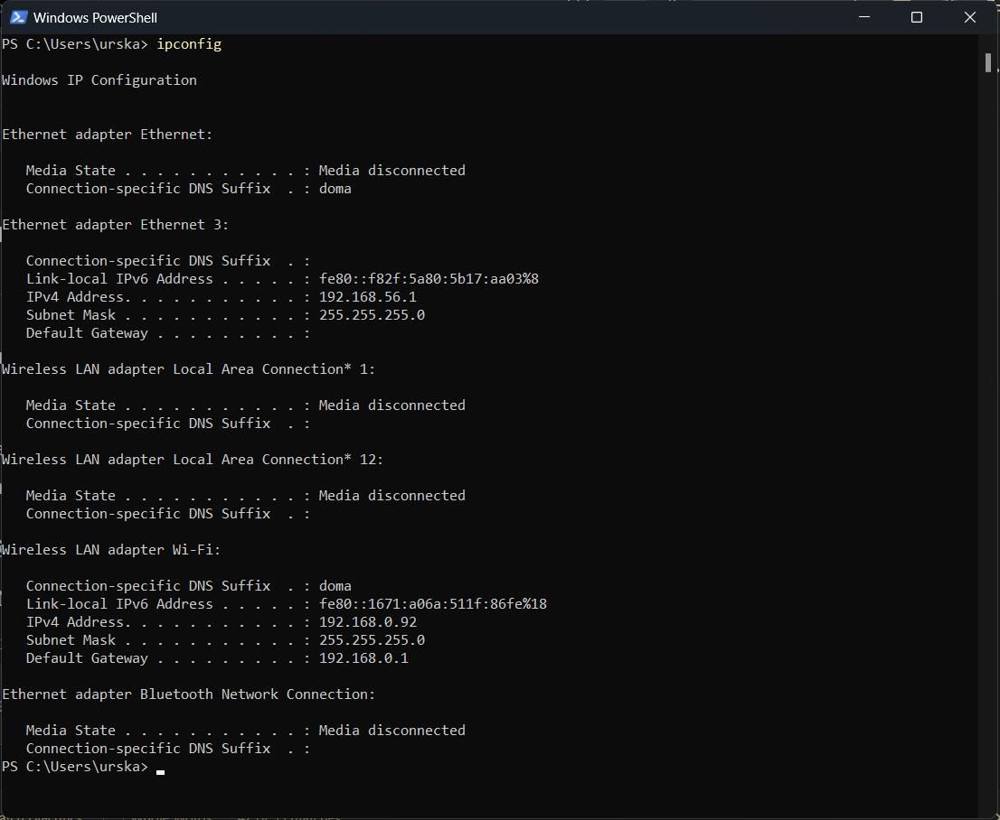 Windows PowerShell
PS C:\Users\urska> ipconfig
Windows IP Configuration
Ethernet adapter Ethernet:
Media State . . . . . . . . . . . : Media disconnected
Connection-specific DNS Suffix  . : doma
Ethernet adapter Ethernet 3:
Connection-specific DNS Suffix  . :
Link-local IPv6 Address . . . . . : fe80::f82f:5a80:5b17:aa03%8
IPv4 Address. . . . . . . . . . . : 192.168.56.1
Subnet Mask . . . . . . . . . . . : 255.255.255.0
Default Gateway . . . . . . . . . :
Wireless LAN adapter Local Area Connection* 1:
Media State . . . . . . . . . . . : Media disconnected
Connection-specific DNS Suffix  . :
Wireless LAN adapter Local Area Connection* 12:
Media State . . . . . . . . . . . : Media disconnected
Connection-specific DNS Suffix  . :
Wireless LAN adapter Wi-Fi:
Connection-specific DNS Suffix  . : doma
Link-local IPv6 Address . . . . . : fe80::1671:a06a:511f:86fe%18
IPv4 Address. . . . . . . . . . . : 192.168.0.92
Subnet Mask . . . . . . . . . . . : 255.255.255.0
Default Gateway . . . . . . . . . : 192.168.0.1
Ethernet adapter Bluetooth Network Connection:
Media State . . . . . . . . . . . : Media disconnected
Connection-specific DNS Suffix  . :
PS C:\Users\urska>